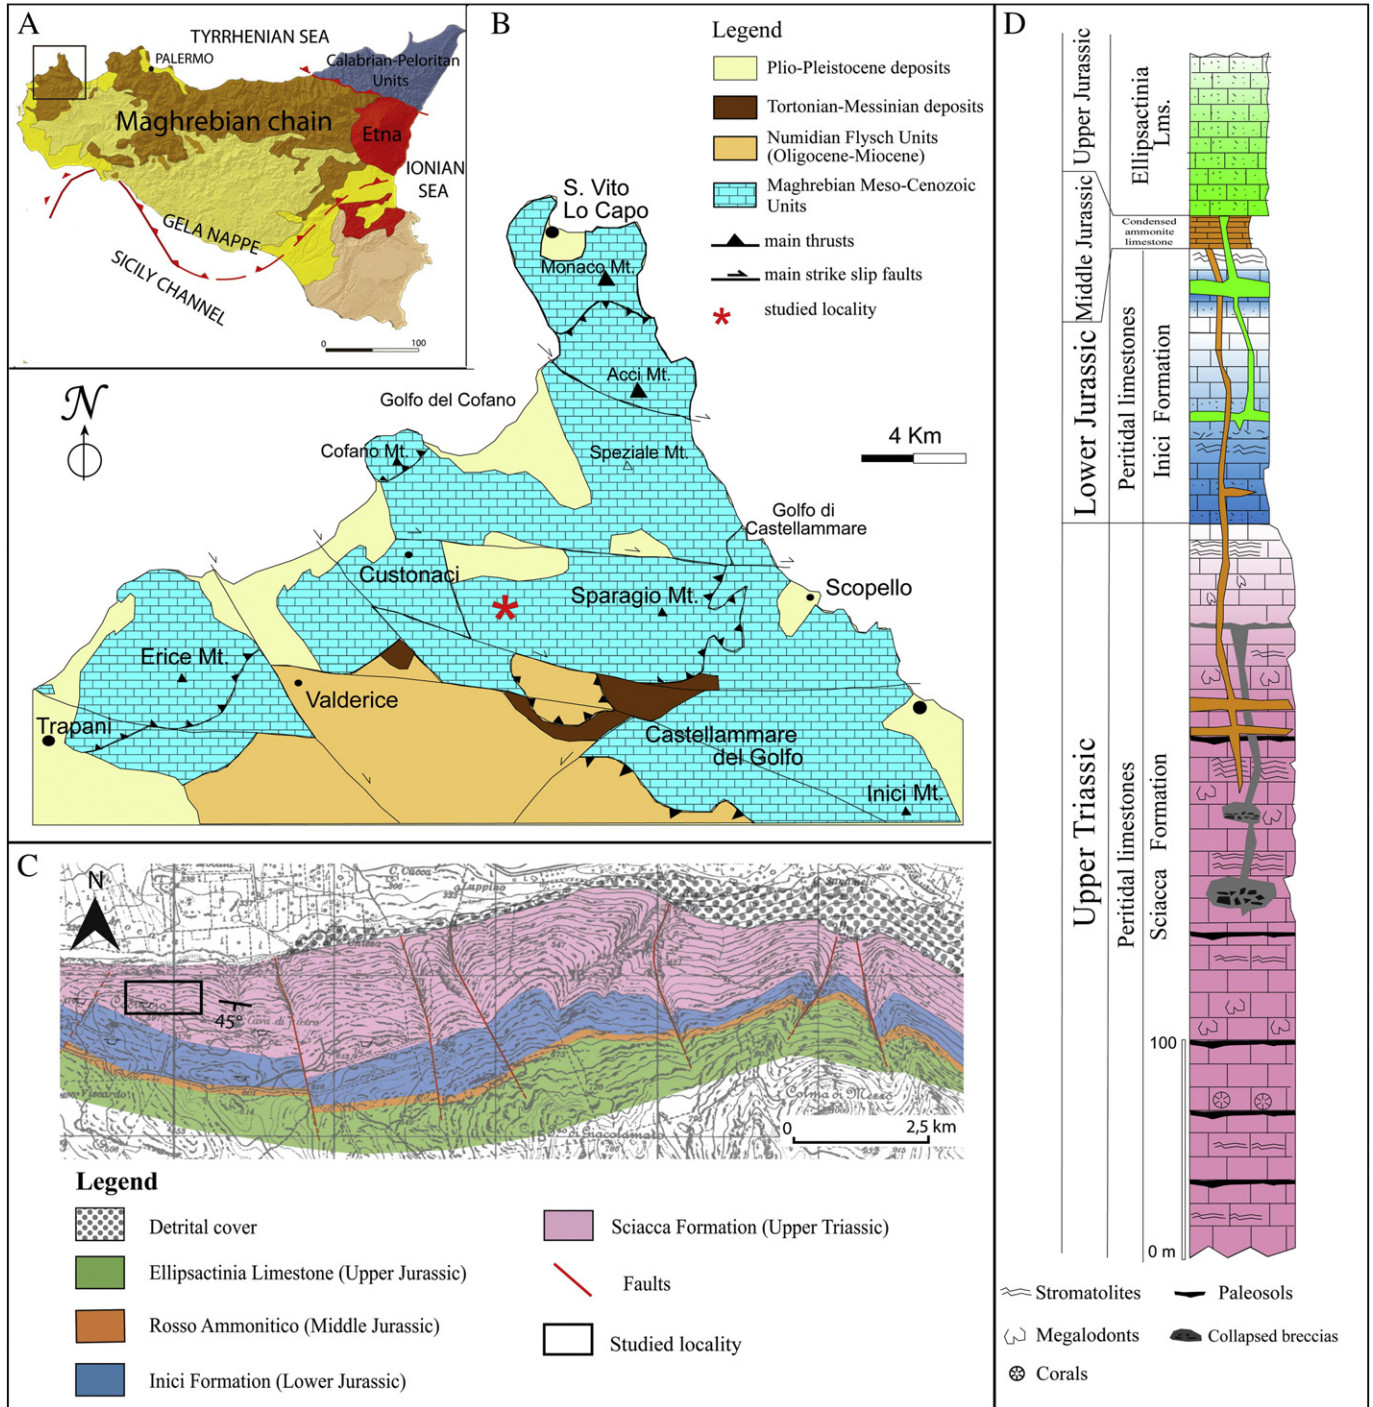 A
TYRRHENIAN SEA
PALERMO
Calabrian-Peloritan
Units
Maghrebian chain
Etna
IONIAN
SEA
GELA NAPPE
SICILY CHANNEL
0
100
B
Legend
Plio-Pleistocene deposits
Tortonian-Messinian deposits
Numidian Flysch Units
(Oligocene-Miocene)
Maghrebian Meso-Cenozoic
Units
main thrusts
main strike slip faults
* studied locality
S. Vito
Lo Capo
Monaco Mt.
Acci Mt.
Golfo del Cofano
N
4 Km
Cofano Mt.
Speziale Mt.
Golfo di
Castellammare
Custonaci
Sparagio Mt.
Scopello
*
Erice Mt.
Valderice
Trapani
Castellammare
del Golfo
Inici Mt.
C
N
45°
Colma di Mezzo
0
2,5 km
Legend
Detrital cover
Ellipsactinia Limestone (Upper Jurassic)
Rosso Ammonitico (Middle Jurassic)
Inici Formation (Lower Jurassic)
Sciacca Formation (Upper Triassic)
Faults
Studied locality
D
Upper Jurassic
Ellipsactinia
Lms.
Middle Jurassic
Condensed
ammonite
limestone
Lower Jurassic
Peritidal limestones
Inici Formation
Upper Triassic
Peritidal limestones
Sciacca Formation
100
0 m
Stromatolites
Paleosols
Megalodonts
Collapsed breccias
Corals